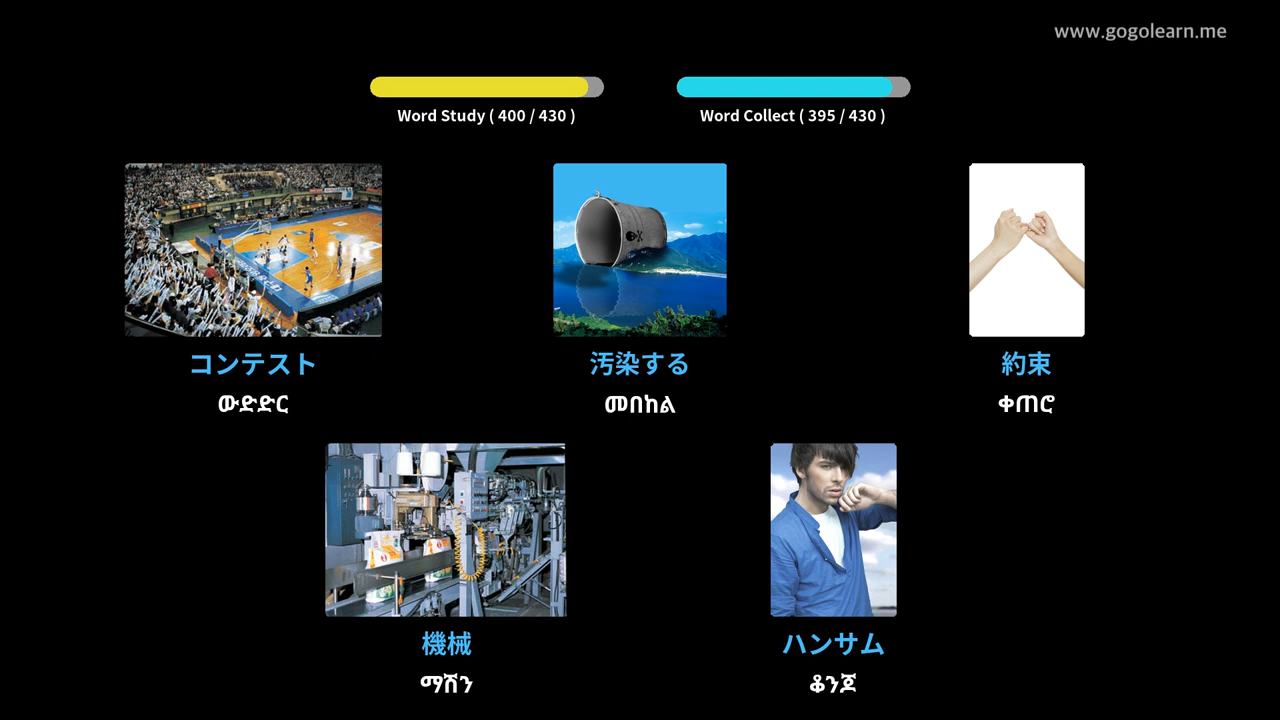 www.gogolearn.me
Word Study ( 400 / 430 )
Word Collect ( 395 / 430 )
コンテスト
ውድድር
汚染する
መበከል
約束
ቀጠሮ
機械
ማሽን
ハンサム
ቆንጆ